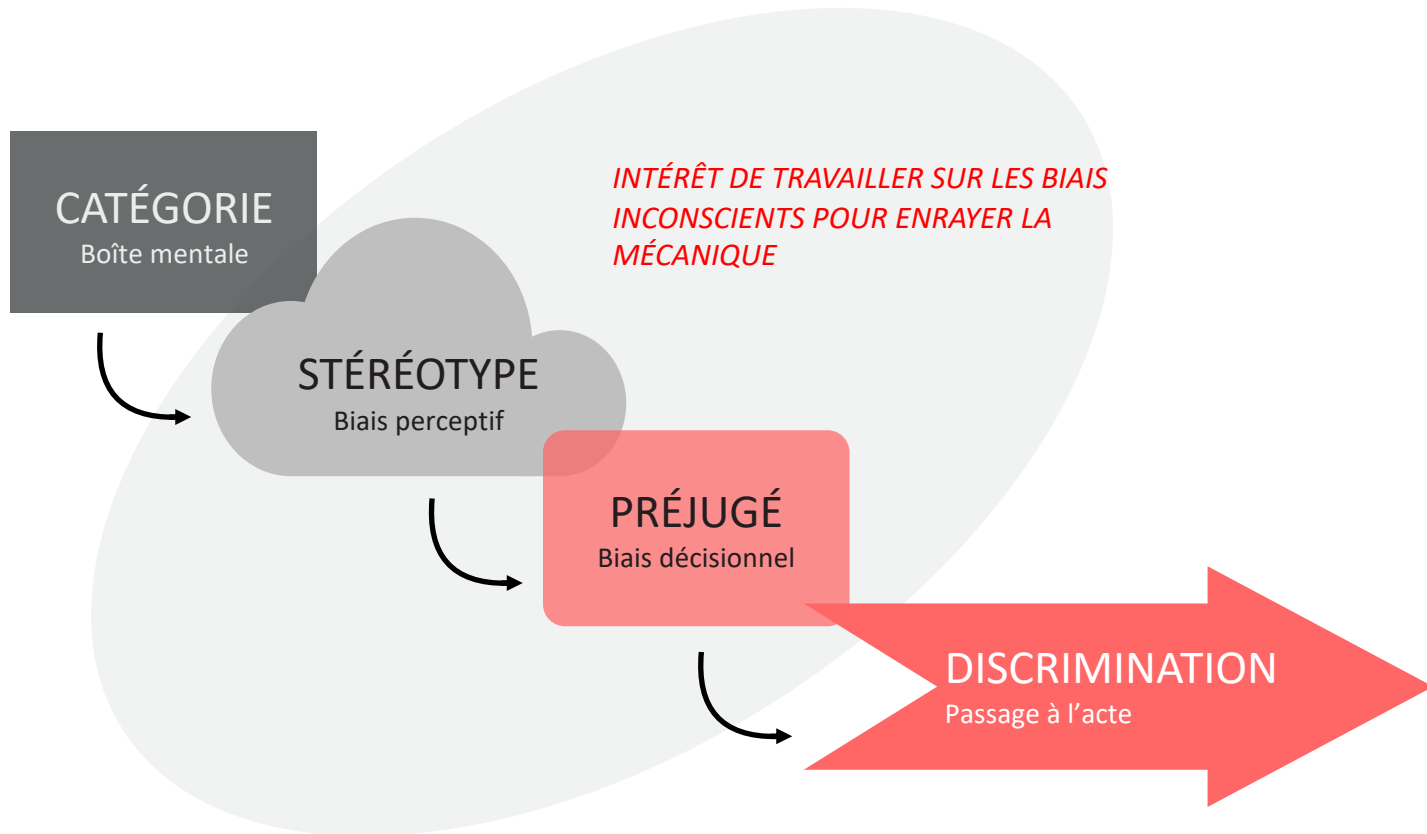 CATÉGORIE
Boîte mentale
INTÉRÊT DE TRAVAILLER SUR LES BIAIS
INCONSCIENTS POUR ENRAYER LA
MÉCANIQUE
STÉRÉOTYPE
Biais perceptif
PRÉJUGÉ
Biais décisionnel
DISCRIMINATION
Passage à l’acte